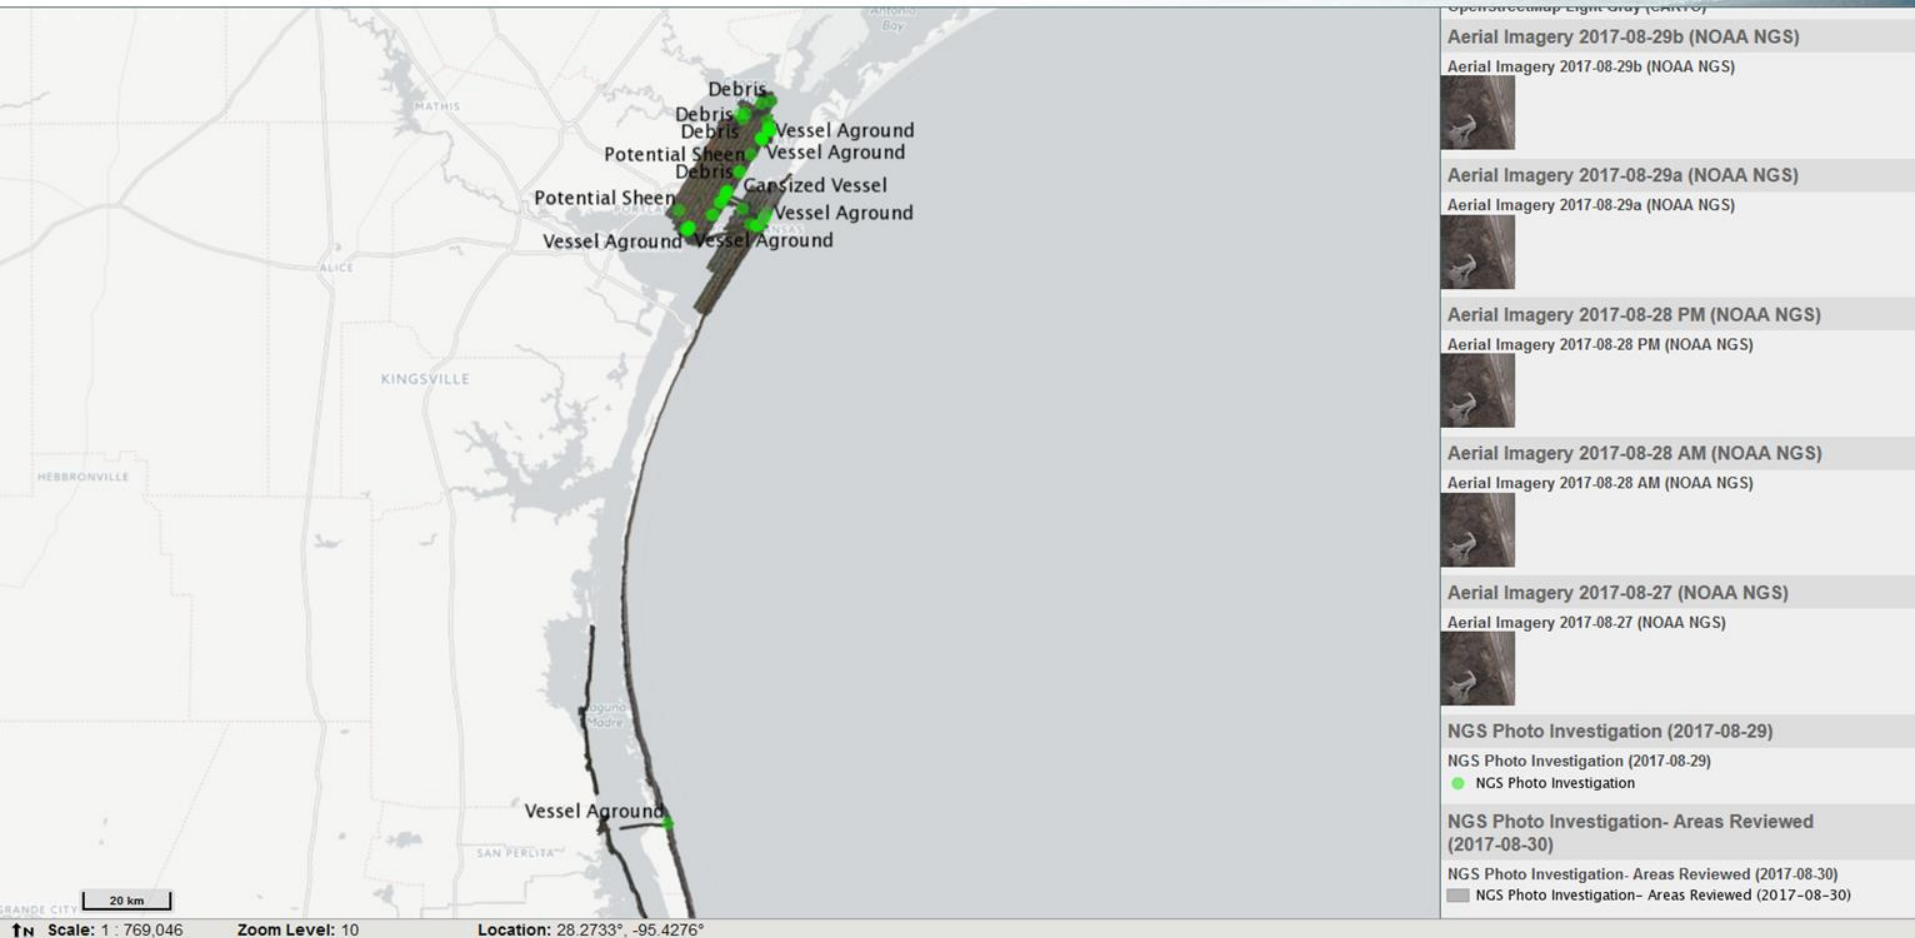 Antonio
Bay
MATHIS
Debris
Debris
Debris
Vessel Aground
Potential Sheen
Vessel Aground
Debris
Capsized Vessel
Potential Sheen
Vessel Aground
Vessel Aground
Vessel Aground
ALICE
KINGSVILLE
HEBBRONVILLE
Laguna
Madre
Vessel Aground
SAN PERLITA
GRANDE CITY
20 km
Scale: 1 : 769,046
Zoom Level: 10
Location: 28.2733°, -95.4276°
N
OpenStreetMap Light Gray (CARTO)
Aerial Imagery 2017-08-29b (NOAA NGS)
Aerial Imagery 2017-08-29b (NOAA NGS)
Aerial Imagery 2017-08-29a (NOAA NGS)
Aerial Imagery 2017-08-29a (NOAA NGS)
Aerial Imagery 2017-08-28 PM (NOAA NGS)
Aerial Imagery 2017-08-28 PM (NOAA NGS)
Aerial Imagery 2017-08-28 AM (NOAA NGS)
Aerial Imagery 2017-08-28 AM (NOAA NGS)
Aerial Imagery 2017-08-27 (NOAA NGS)
Aerial Imagery 2017-08-27 (NOAA NGS)
NGS Photo Investigation (2017-08-29)
NGS Photo Investigation (2017-08-29)
NGS Photo Investigation
NGS Photo Investigation- Areas Reviewed
(2017-08-30)
NGS Photo Investigation- Areas Reviewed (2017-08-30)
NGS Photo Investigation- Areas Reviewed (2017-08-30)